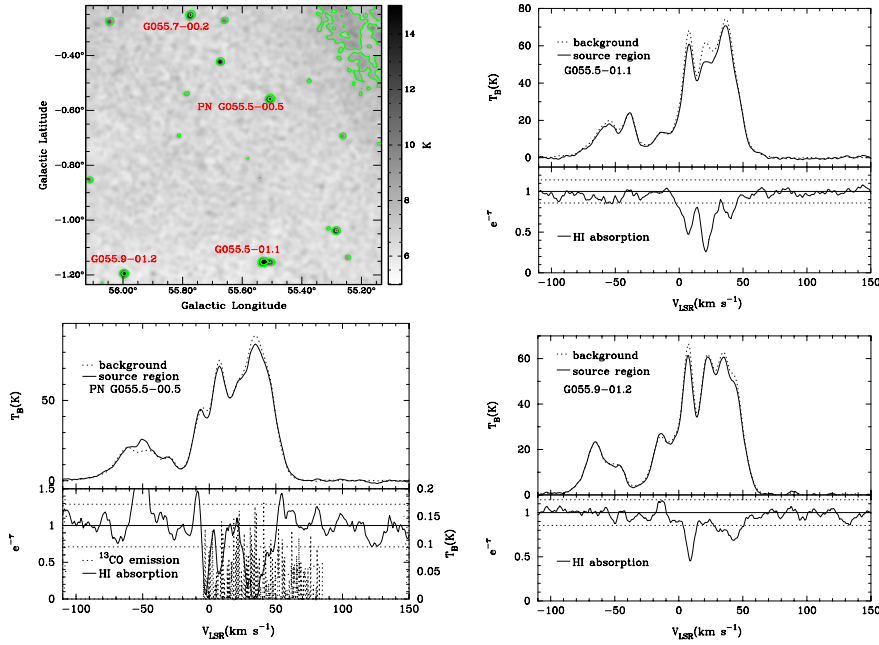 −0.40°
−0.60°
−0.80°
−1.00°
−1.20°
Galactic Latitude
56.00° 55.80° 55.60° 55.40° 55.20°
Galactic Longitude
G055.7−00.2
PN G055.5−00.5
G055.5−01.1
G055.9−01.2
14
12
10
8
6
K
80
60
40
20
0
T_B(K)
background
source region
G055.5−01.1
1
0.5
0
e^−τ
HI absorption
−100 −50 0 50 100 150
V_LSR(km s^−1)
50
0
T_B(K)
background
source region
PN G055.5−00.5
1.5
1
0.5
0
e^−τ
0.2
0.15
0.1
0.05
0
T_B(K)
^13CO emission
HI absorption
−100 −50 0 50 100 150
V_LSR(km s^−1)
60
40
20
0
T_B(K)
background
source region
G055.9−01.2
1
0.5
0
e^−τ
HI absorption
−100 −50 0 50 100 150
V_LSR(km s^−1)